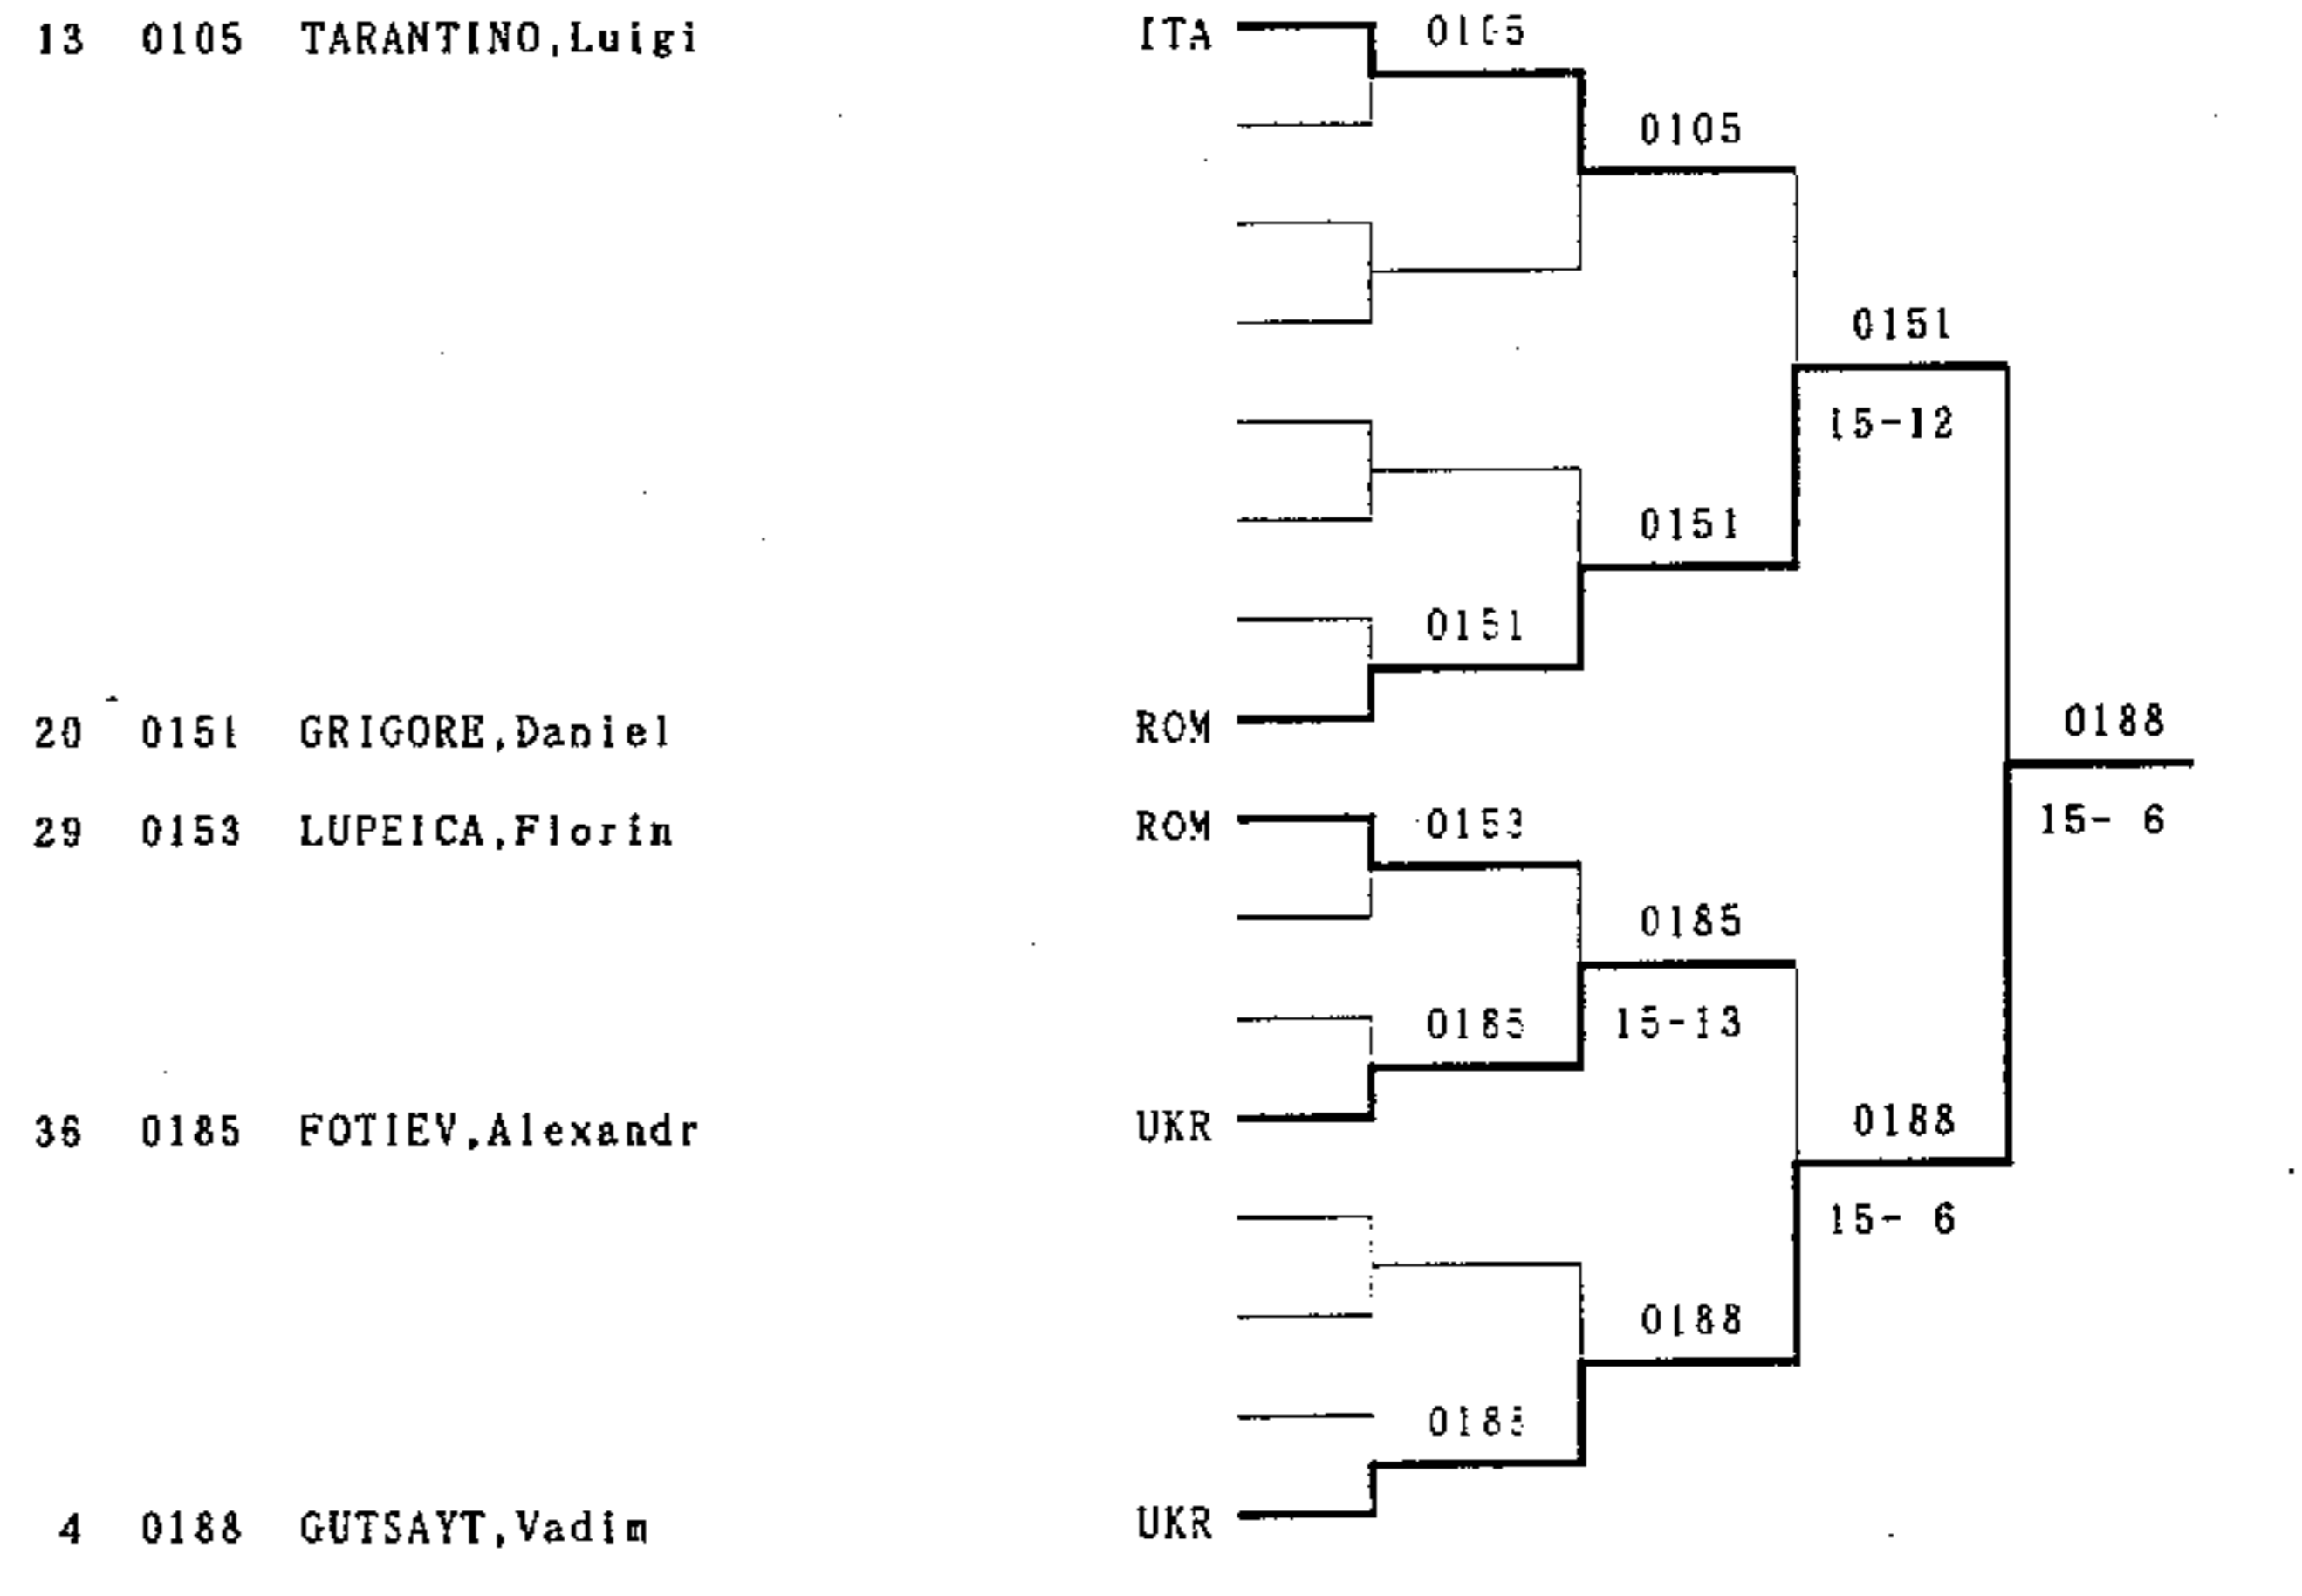 13 0105 TARANTINO,Luigi ITA 0105
0105
0151
15-12
0151
0151
20 0151 GRIGORE,Daniel ROM
0188
29 0153 LUPEICA,Florin ROM 0153
15- 6
0185
0185 15-13
36 0185 FOTIEV,Alexandr UKR
0188
15- 6
0188
4 0188 GUTSAYT,Vadim UKR